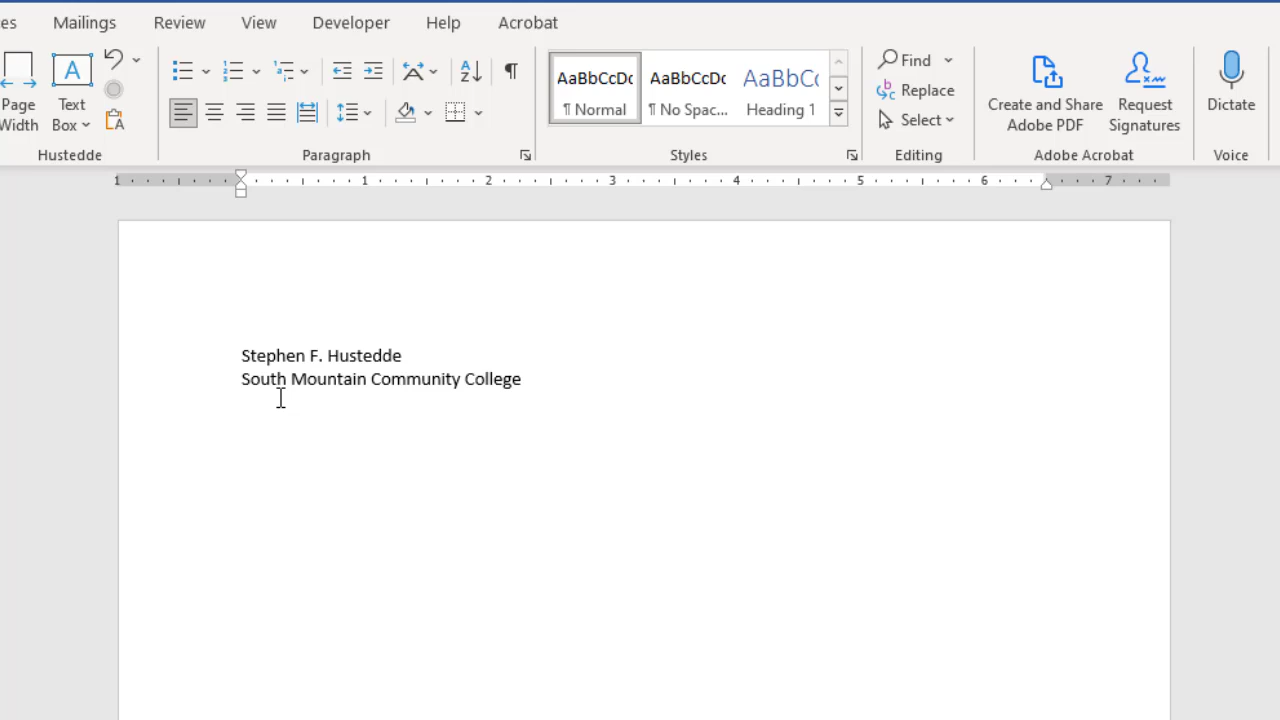 es Mailings Review View Developer Help Acrobat
Find
A AaBbCcDc AaBbCcDc AaBbCc
Replace
Page Text Create and Share Request Dictate
Width Box ¶ Normal ¶ No Spac... Heading 1 Select Adobe PDF Signatures
Hustedde Paragraph Styles Editing Adobe Acrobat Voice
1 1 2 3 4 5 6 7
Stephen F. Hustedde
South Mountain Community College